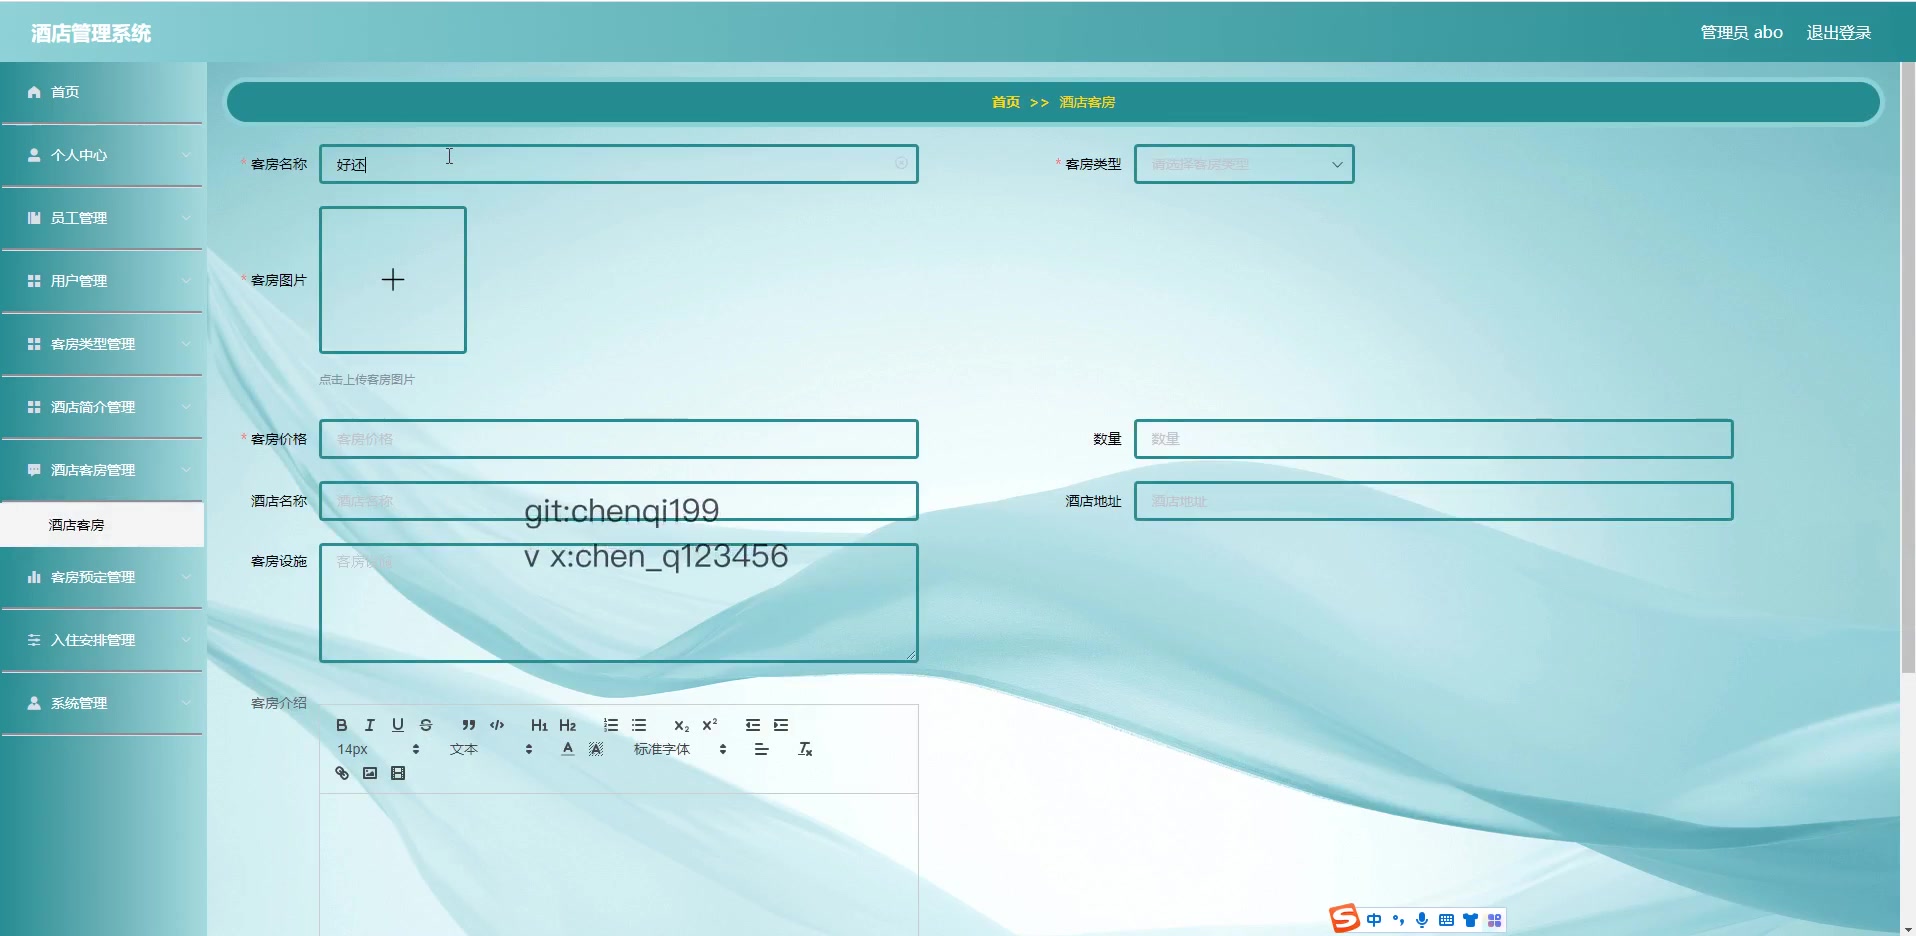 酒店管理系统
管理员 abo 退出登录
首页
个人中心
员工管理
用户管理
客房类型管理
酒店简介管理
酒店客房管理
酒店客房
客房预定管理
入住安排管理
系统管理
首页 >> 酒店客房
* 客房名称 好还
* 客房类型 请选择客房类型
* 客房图片
点击上传客房图片
* 客房价格 客房价格
数量 数量
酒店名称 酒店名称
酒店地址 酒店地址
git:chenqi199
客房设施 客房设施
v x:chen_q123456
客房介绍
B I U S H1 H2 X2 X2
14px 文本 A A 标准字体 Tx
S 中